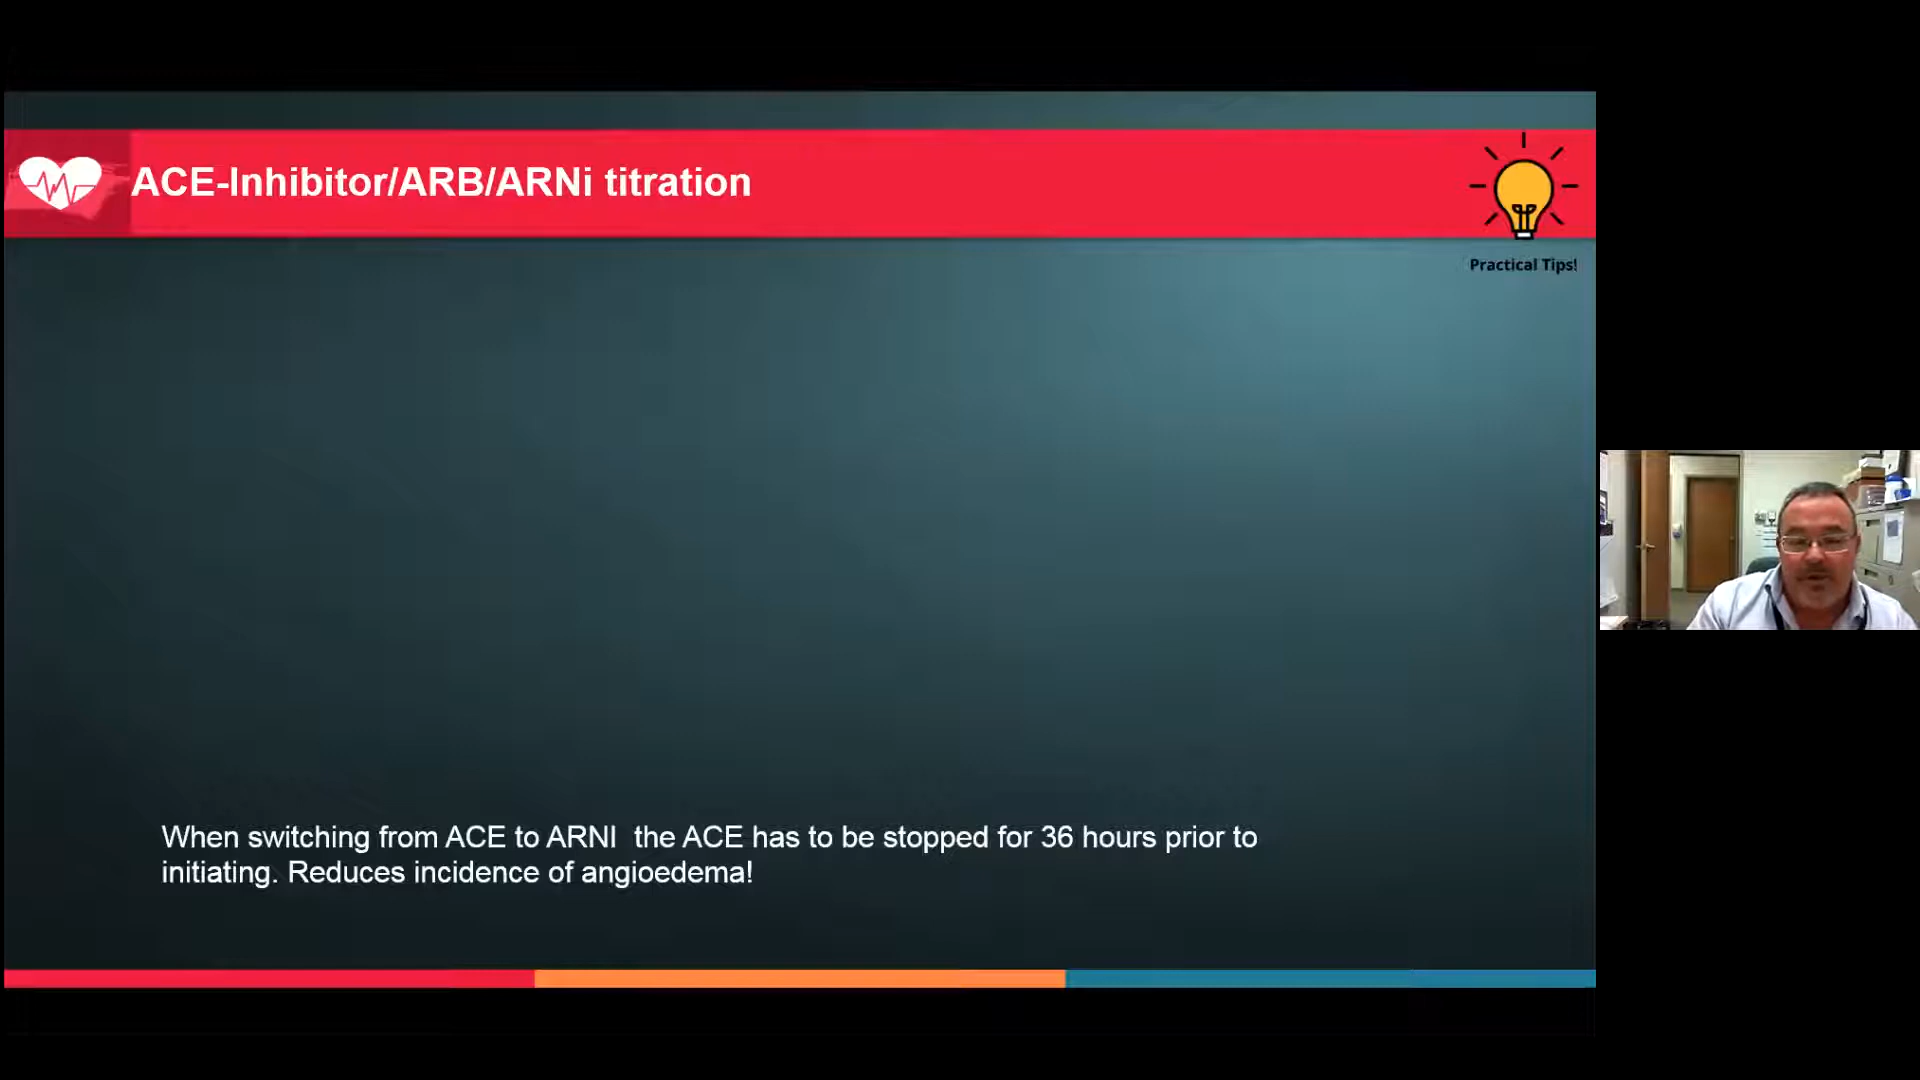 ACE-Inhibitor/ARB/ARNi titration
Practical Tips!
When switching from ACE to ARNI  the ACE has to be stopped for 36 hours prior to
initiating. Reduces incidence of angioedema!